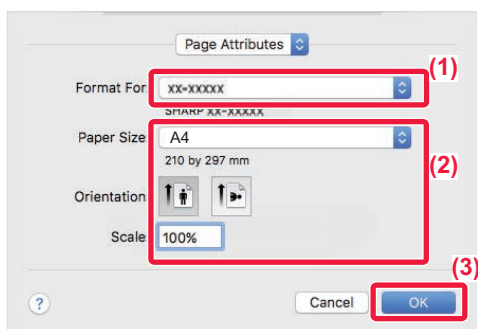 Page Attributes
(1)
Format For: xx-xxxxx
SHARP xx-xxxxx
Paper Size: A4
210 by 297 mm
(2)
Orientation:
Scale: 100%
(3)
? Cancel OK